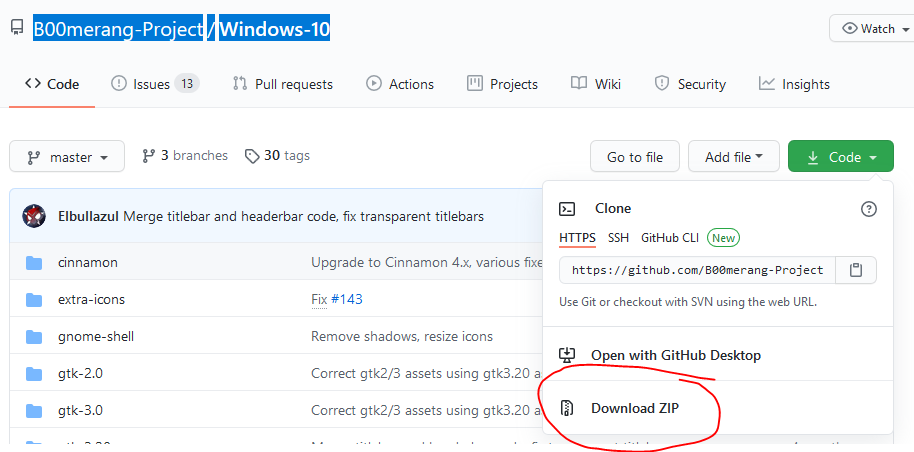 B00merang-Project / Windows-10
Watch
Code Issues 13 Pull requests Actions Projects Wiki Security Insights
master 3 branches 30 tags Go to file Add file Code
Elbullazul Merge titlebar and headerbar code, fix transparent titlebars
Clone
HTTPS SSH GitHub CLI New
cinnamon Upgrade to Cinnamon 4.x, various fixe
https://github.com/B00merang-Project
extra-icons Fix #143
Use Git or checkout with SVN using the web URL.
gnome-shell Remove shadows, resize icons
Open with GitHub Desktop
gtk-2.0 Correct gtk2/3 assets using gtk3.20 a
gtk-3.0 Correct gtk2/3 assets using gtk3.20 a
Download ZIP